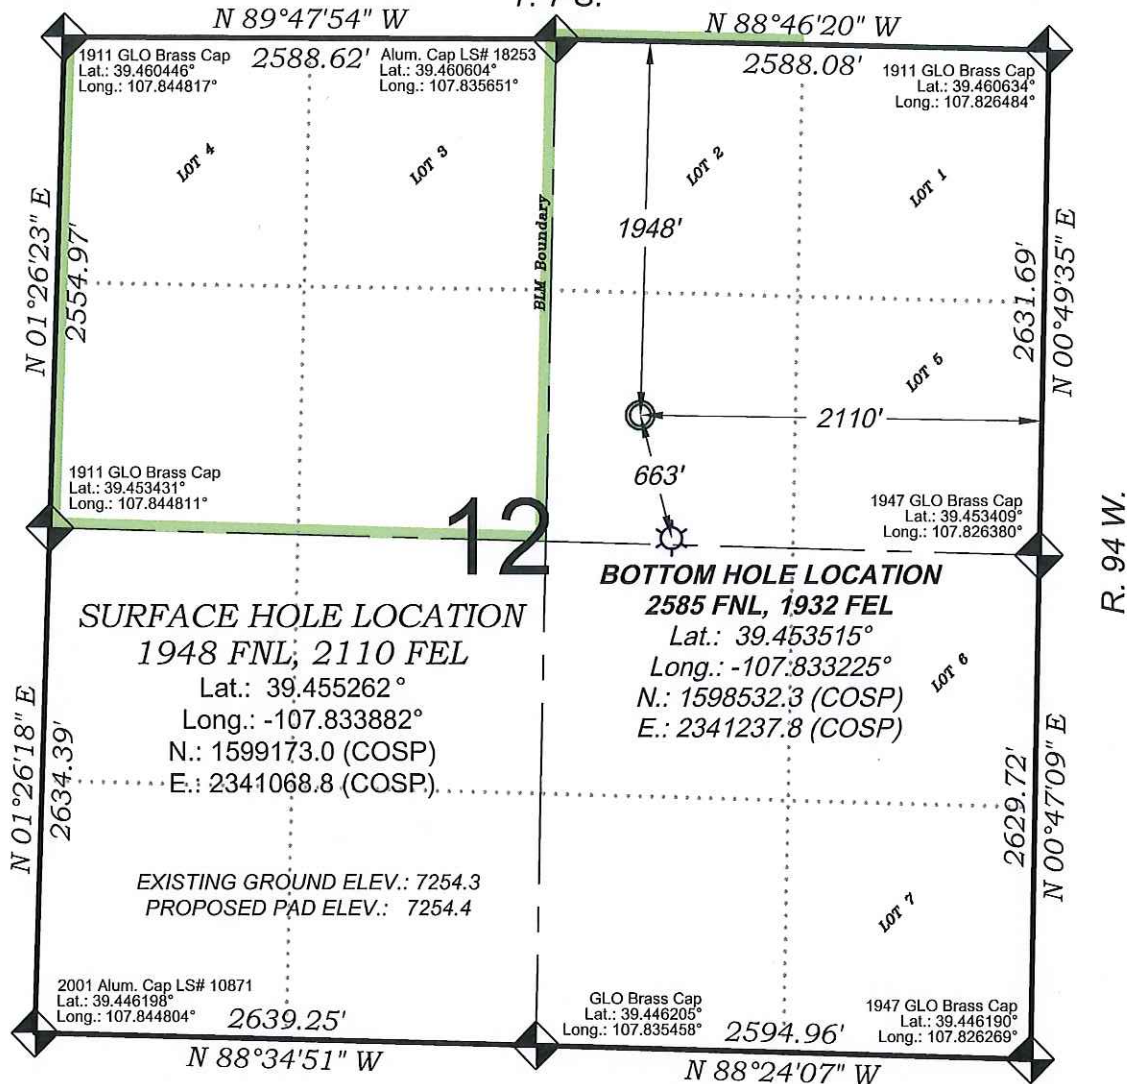 T. 7 S.
N 89°47'54" W
N 88°46'20" W
2588.62'
2588.08'
1911 GLO Brass Cap
Lat.: 39.460446°
Long.: 107.844817°
Alum. Cap LS# 18253
Lat.: 39.460604°
Long.: 107.835651°
1911 GLO Brass Cap
Lat.: 39.460634°
Long.: 107.826484°
LOT 4
LOT 3
LOT 2
LOT 1
N 01°26'23" E
2554.97'
BLM Boundary
1948'
2631.69'
N 00°49'35" E
LOT 5
2110'
663'
1911 GLO Brass Cap
Lat.: 39.453431°
Long.: 107.844811°
12
1947 GLO Brass Cap
Lat.: 39.453409°
Long.: 107.826380°
R. 94 W.
SURFACE HOLE LOCATION
1948 FNL, 2110 FEL
Lat.: 39.455262°
Long.: -107.833882°
N.: 1599173.0 (COSP)
E.: 2341068.8 (COSP)
BOTTOM HOLE LOCATION
2585 FNL, 1932 FEL
Lat.: 39.453515°
Long.: -107.833225°
N.: 1598532.3 (COSP)
E.: 2341237.8 (COSP)
LOT 6
N 01°26'18" E
2634.39'
2629.72'
N 00°47'09" E
EXISTING GROUND ELEV.: 7254.3
PROPOSED PAD ELEV.: 7254.4
LOT 7
2001 Alum. Cap LS# 10871
Lat.: 39.446198°
Long.: 107.844804°
GLO Brass Cap
Lat.: 39.446205°
Long.: 107.835458°
1947 GLO Brass Cap
Lat.: 39.446190°
Long.: 107.826269°
2639.25'
2594.96'
N 88°34'51" W
N 88°24'07" W